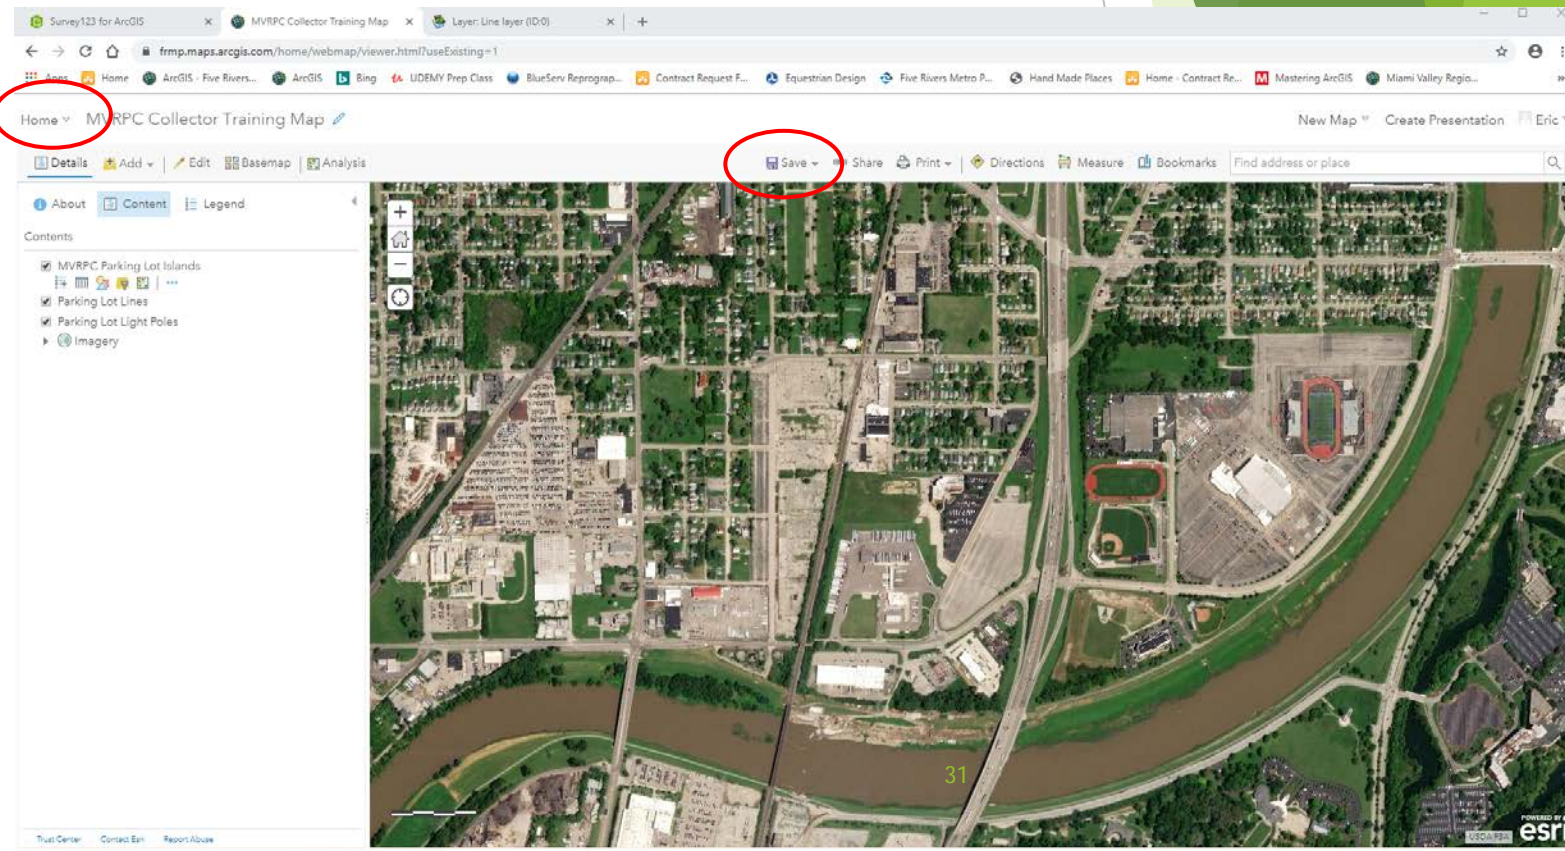 Survey123 for ArcGIS MVRPC Collector Training Map Layer: Line layer (ID:0)
frmp.maps.arcgis.com/home/webmap/viewer.html?useExisting=1
Apps Home ArcGIS - Five Rivers... ArcGIS Bing UDEMY Prep Class BlueServ Reprograp... Contract Request F... Equestrian Design Five Rivers Metro P... Hand Made Places Home - Contract Re... Mastering ArcGIS Miami Valley Regio...
Home MVRPC Collector Training Map New Map Create Presentation Eric
Details Add Edit Basemap Analysis Save Share Print Directions Measure Bookmarks Find address or place
About Content Legend
Contents
MVRPC Parking Lot Islands
Parking Lot Lines
Parking Lot Light Poles
Imagery
31
Trust Center Contact Esri Report Abuse
USDA FSA
POWERED BY
esri